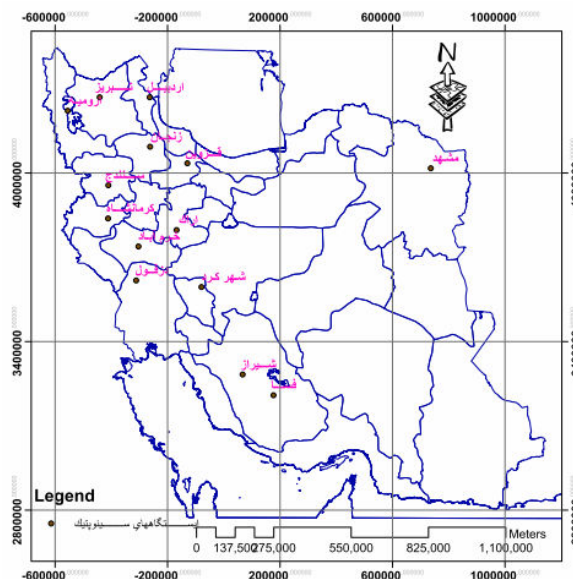 -600000 -200000 200000 600000 1000000
N
تبریز
اردبیل
ارومیه
زنجان
قزوین
مشهد
4000000
سنندج
کرمانشاه
اراک
خرم آباد
دزفول
شهر کرد
3400000
شیراز
فسا
2800000
Legend
ایستگاههاي سینوپتیك
Meters
0 137,500 275,000 550,000 825,000 1,100,000
-600000 -200000 200000 600000 1000000